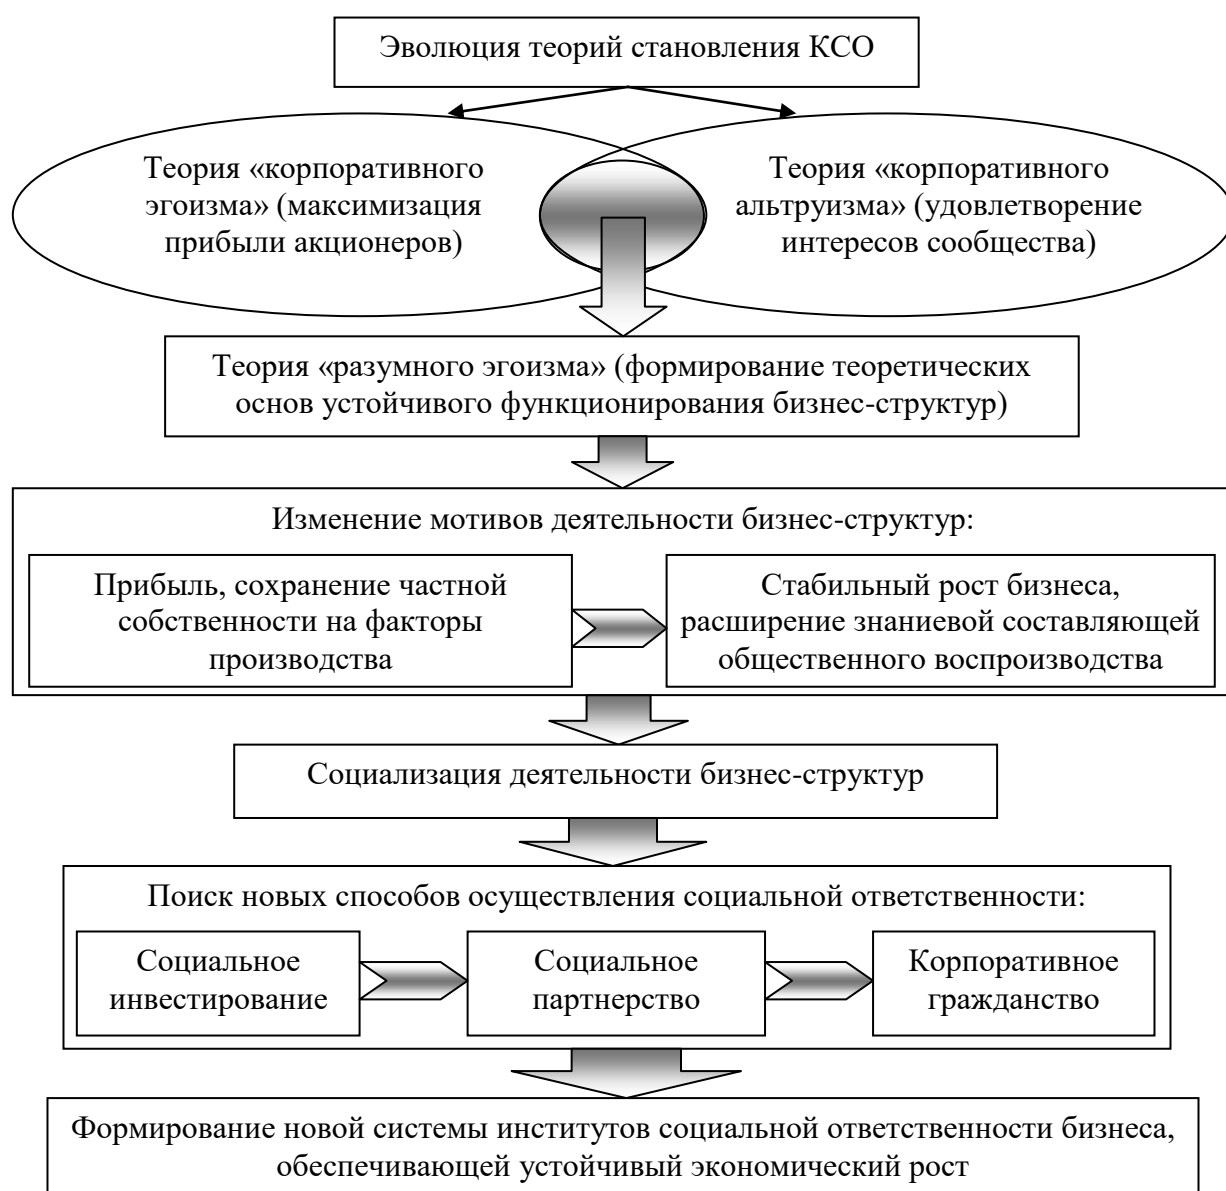 Эволюция теорий становления КСО
Теория «корпоративного
эгоизма» (максимизация
прибыли акционеров)
Теория «корпоративного
альтруизма» (удовлетворение
интересов сообщества)
Теория «разумного эгоизма» (формирование теоретических
основ устойчивого функционирования бизнес-структур)
Изменение мотивов деятельности бизнес-структур:
Прибыль, сохранение частной
собственности на факторы
производства
Стабильный рост бизнеса,
расширение знаниевой составляющей
общественного воспроизводства
Социализация деятельности бизнес-структур
Поиск новых способов осуществления социальной ответственности:
Социальное
инвестирование
Социальное
партнерство
Корпоративное
гражданство
Формирование новой системы институтов социальной ответственности бизнеса,
обеспечивающей устойчивый экономический рост